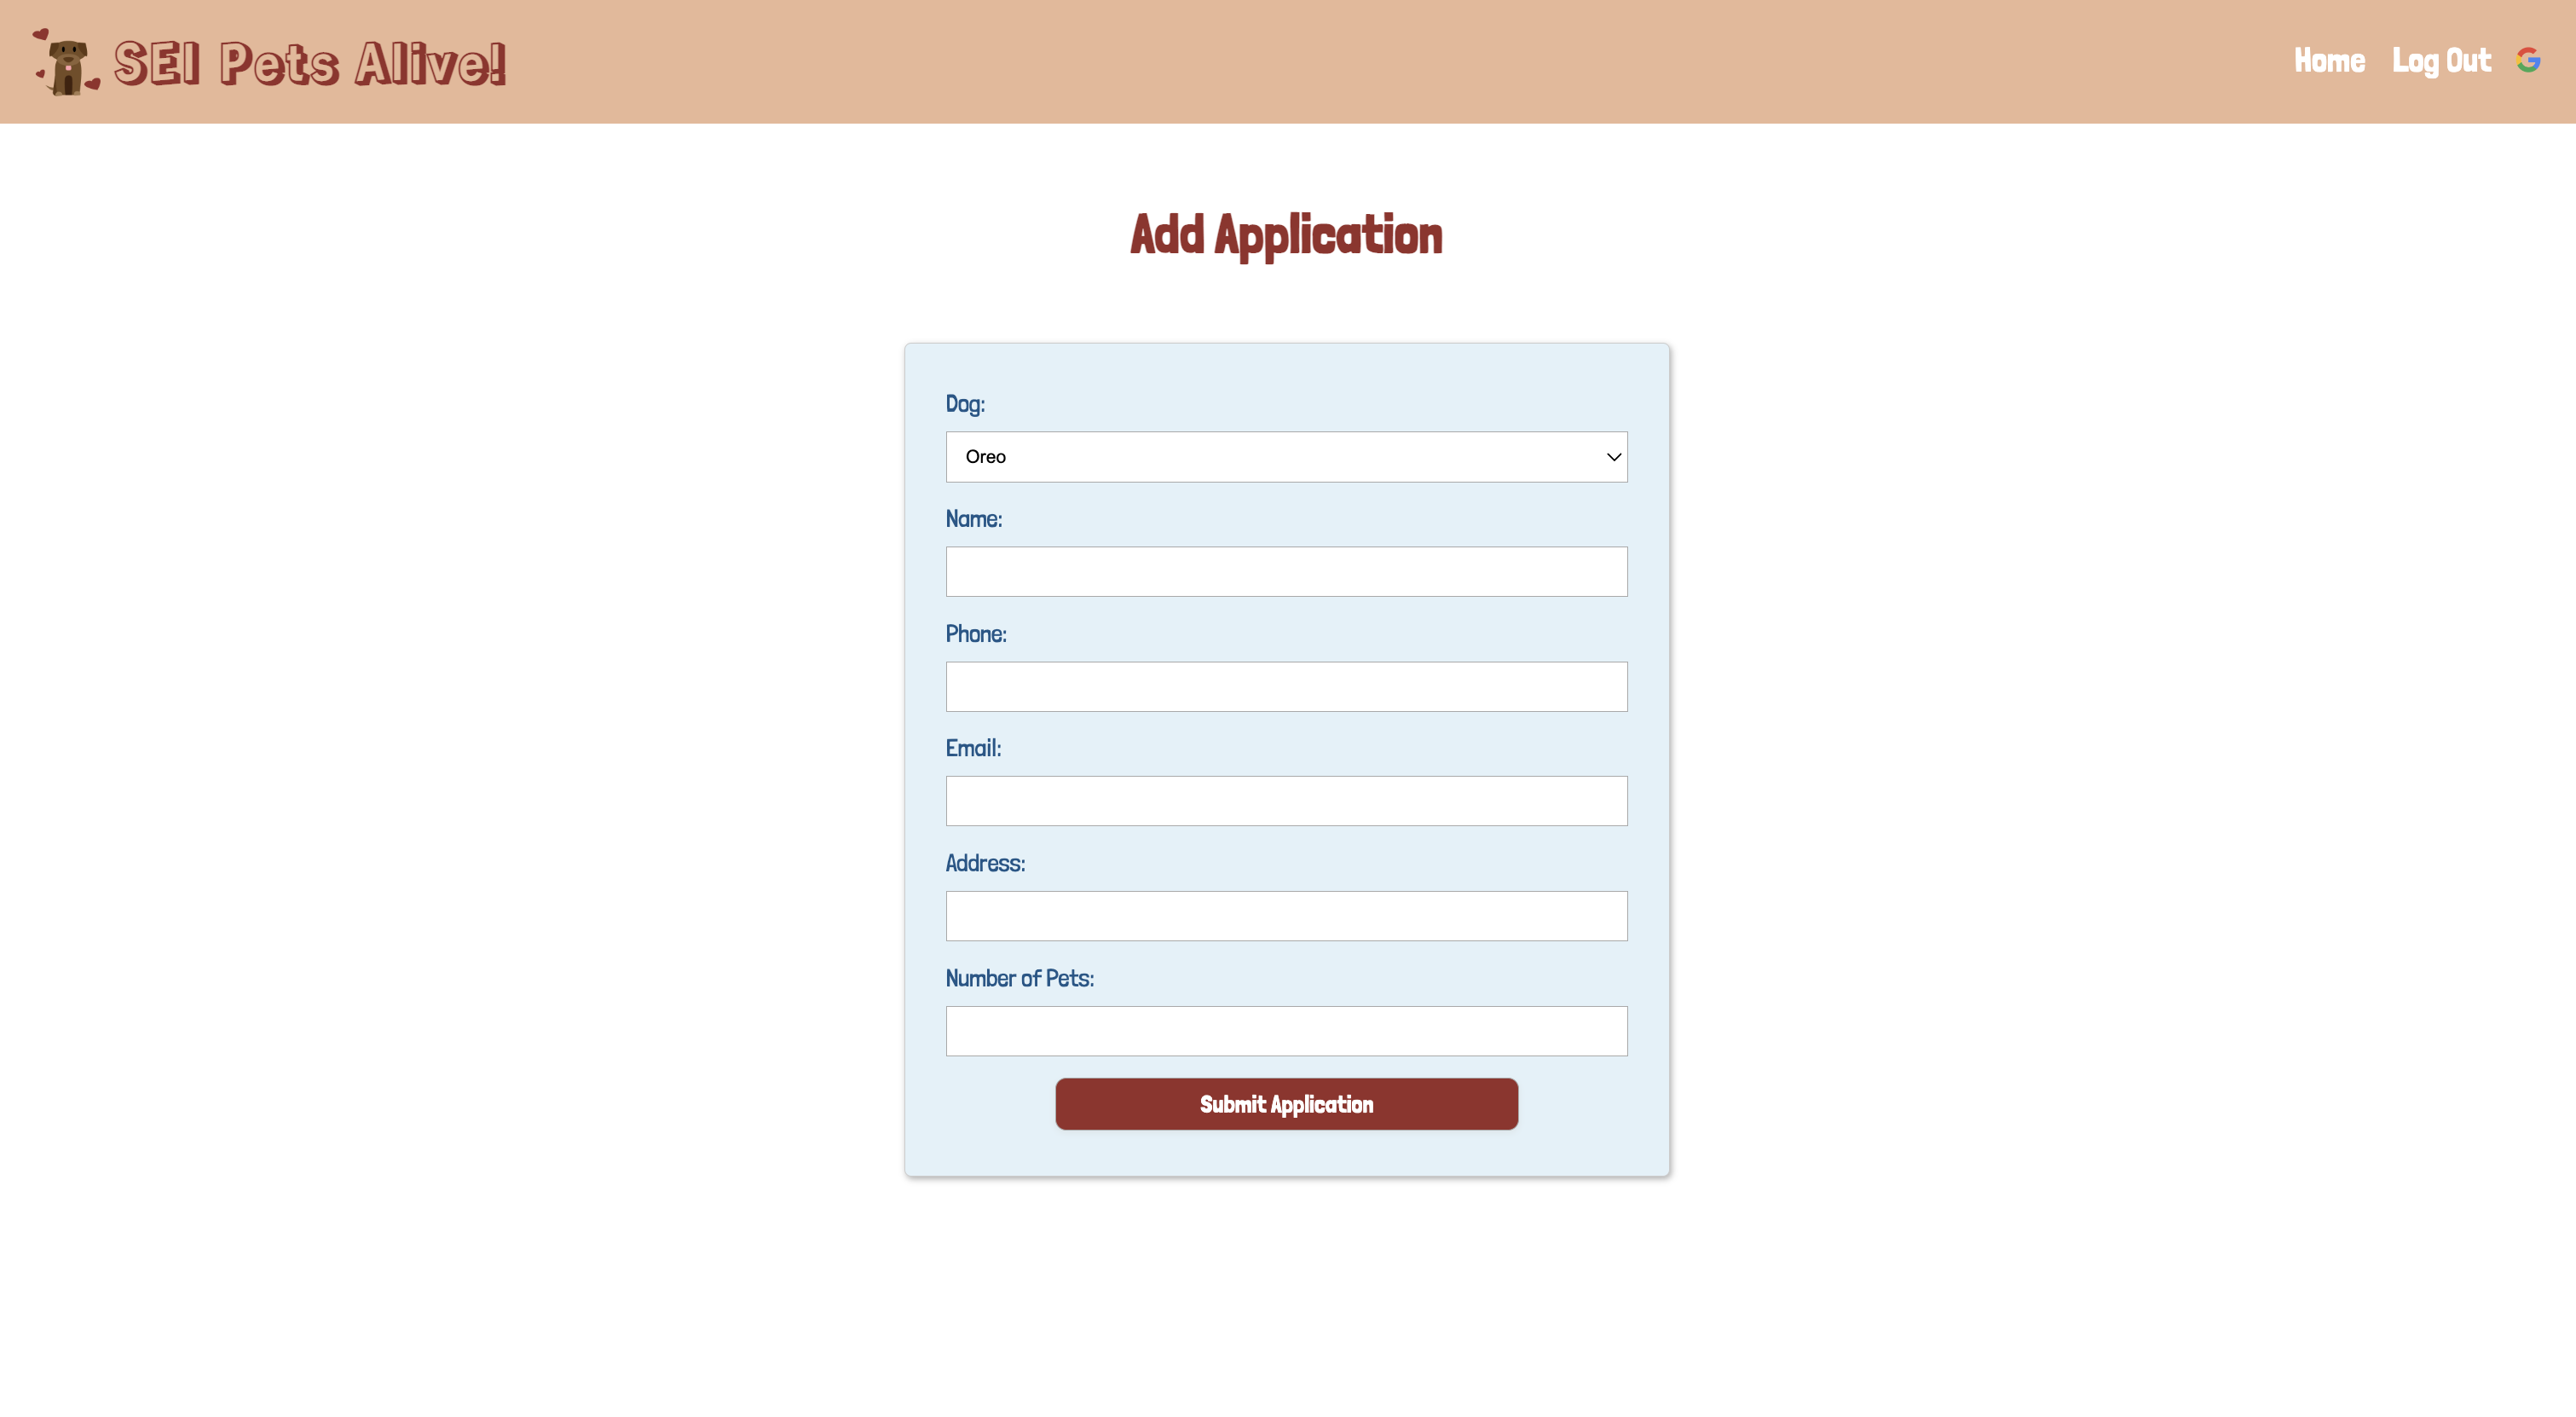 SEI Pets Alive!
Home Log Out
Add Application
Dog:
Oreo
Name:
Phone:
Email:
Address:
Number of Pets:
Submit Application